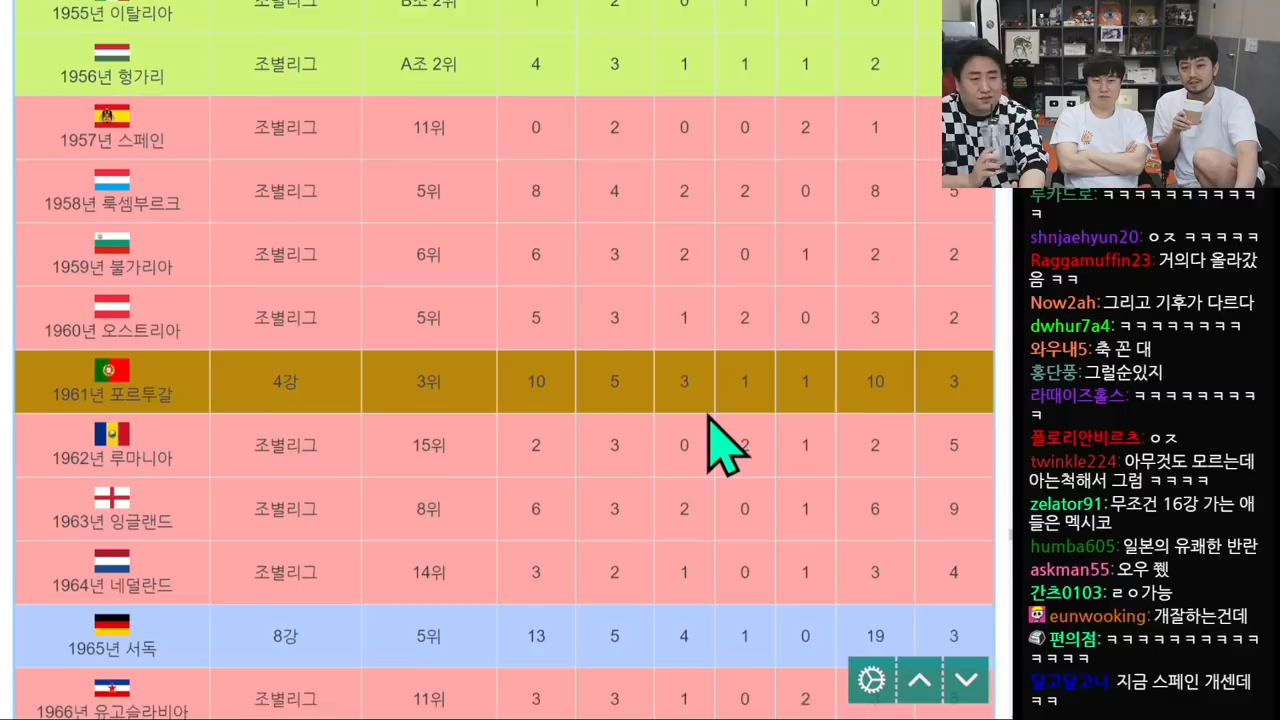 1955년 이탈리아 조별리그 B조 2위 1 2 0 1 1 0
1956년 헝가리 조별리그 A조 2위 4 3 1 1 1 2
1957년 스페인 조별리그 11위 0 2 0 0 2 1
1958년 룩셈부르크 조별리그 5위 8 4 2 2 0 8 5
1959년 불가리아 조별리그 6위 6 3 2 0 1 2 2
1960년 오스트리아 조별리그 5위 5 3 1 2 0 3 2
1961년 포르투갈 4강 3위 10 5 3 1 1 10 3
1962년 루마니아 조별리그 15위 2 3 0 2 1 2 5
1963년 잉글랜드 조별리그 8위 6 3 2 0 1 6 9
1964년 네덜란드 조별리그 14위 3 2 1 0 1 3 4
1965년 서독 8강 5위 13 5 4 1 0 19 3
1966년 유고슬라비아 조별리그 11위 3 3 1 0 2
루카드로: ㅋㅋㅋㅋㅋㅋㅋㅋㅋㅋ
ㅋ
shnjaehyun20: ㅇㅈ ㅋㅋㅋㅋㅋ
Raggamuffin23: 거의다 올라갔
음 ㅋㅋ
Now2ah: 그리고 기후가 다르다
dwhur7a4: ㅋㅋㅋㅋㅋㅋㅋㅋ
와우내5: 축 꼰 대
홍단풍: 그럴순있지
라때이즈홀스: ㅋㅋㅋㅋㅋㅋㅋㅋ
ㅋ
플로리안비르츠: ㅇㅈ
twinkle224: 아무것도 모르는데
아는척해서 그럼 ㅋㅋㅋㅋ
zelator91: 무조건 16강 가는 애
들은 멕시코
humba605: 일본의 유쾌한 반란
askman55: 오우 쮔
간츠0103: ㄹㅇ가능
eunwooking: 개잘하는건데
편의점: ㅋㅋㅋㅋㅋㅋㅋㅋㅋㅋ
ㅋㅋㅋㅋ
달고달고니 지금 스페인 개센데
ㅋㅋ